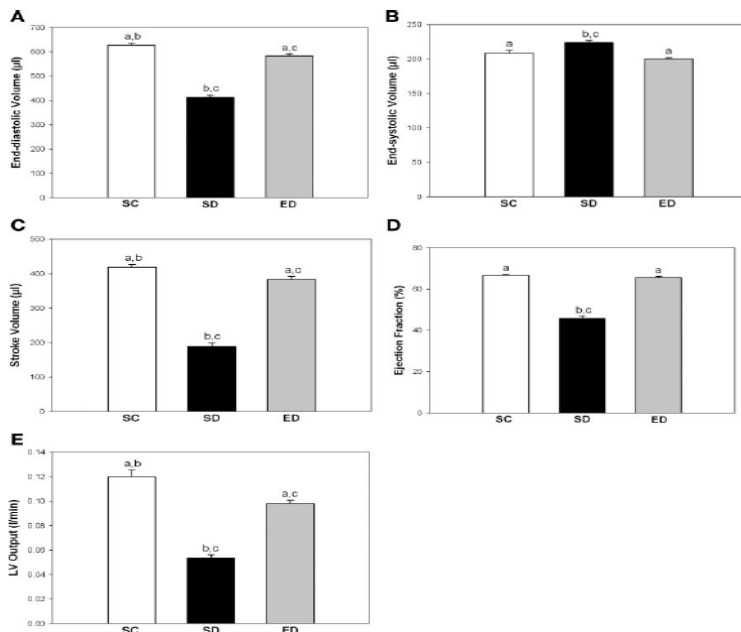 A
End-diastolic Volume (µl)
700
600
500
400
300
200
100
0
a,b
b,c
a,c
SC
SD
ED
B
End-systolic Volume (µl)
250
200
150
100
50
0
a
b,c
a
SC
SD
ED
C
Stroke Volume (µl)
500
400
300
200
100
0
a,b
b,c
a,c
SC
SD
ED
D
Ejection Fraction (%)
80
60
40
20
0
a
b,c
a
SC
SD
ED
E
LV Output (l/min)
0.14
0.12
0.10
0.08
0.06
0.04
0.02
0.00
a,b
b,c
a,c
SC
SD
ED